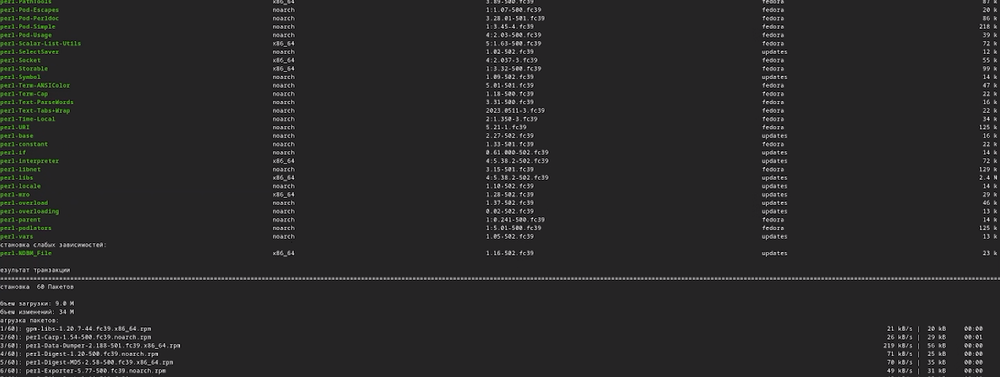 perl-PathTools x86_64 3.89-500.fc39 fedora 87 k
perl-Pod-Escapes noarch 1:1.07-500.fc39 fedora 20 k
perl-Pod-Perldoc noarch 3.28.01-501.fc39 fedora 86 k
perl-Pod-Simple noarch 1:3.45-4.fc39 fedora 218 k
perl-Pod-Usage noarch 4:2.03-500.fc39 fedora 39 k
perl-Scalar-List-Utils x86_64 5:1.63-500.fc39 fedora 72 k
perl-SelectSaver noarch 1.02-502.fc39 updates 12 k
perl-Socket x86_64 4:2.037-3.fc39 fedora 55 k
perl-Storable x86_64 1:3.32-500.fc39 fedora 99 k
perl-Symbol noarch 1.09-502.fc39 updates 14 k
perl-Term-ANSIColor noarch 5.01-501.fc39 fedora 47 k
perl-Term-Cap noarch 1.18-500.fc39 fedora 22 k
perl-Text-ParseWords noarch 3.31-500.fc39 fedora 16 k
perl-Text-Tabs+Wrap noarch 2023.0511-3.fc39 fedora 22 k
perl-Time-Local noarch 2:1.350-3.fc39 fedora 34 k
perl-URI noarch 5.21-1.fc39 fedora 125 k
perl-base noarch 2.27-502.fc39 updates 16 k
perl-constant noarch 1.33-501.fc39 fedora 22 k
perl-if noarch 0.61.000-502.fc39 updates 14 k
perl-interpreter x86_64 4:5.38.2-502.fc39 updates 72 k
perl-libnet noarch 3.15-501.fc39 fedora 129 k
perl-libs x86_64 4:5.38.2-502.fc39 updates 2.4 M
perl-locale noarch 1.10-502.fc39 updates 14 k
perl-mro x86_64 1.28-502.fc39 updates 29 k
perl-overload noarch 1.37-502.fc39 updates 46 k
perl-overloading noarch 0.02-502.fc39 updates 13 k
perl-parent noarch 1:0.241-500.fc39 fedora 14 k
perl-podlators noarch 1:5.01-500.fc39 fedora 125 k
perl-vars noarch 1.05-502.fc39 updates 13 k
становка слабых зависимостей:
perl-NDBM_File x86_64 1.16-502.fc39 updates 23 k
езультат транзакции
становка 60 Пакетов
бъем загрузки: 9.0 M
бъем изменений: 34 M
агрузка пакетов:
1/60): gpm-libs-1.20.7-44.fc39.x86_64.rpm 21 kB/s | 20 kB 00:00
2/60): perl-Carp-1.54-500.fc39.noarch.rpm 26 kB/s | 29 kB 00:01
3/60): perl-Data-Dumper-2.188-501.fc39.x86_64.rpm 219 kB/s | 56 kB 00:00
4/60): perl-Digest-1.20-500.fc39.noarch.rpm 71 kB/s | 25 kB 00:00
5/60): perl-Digest-MD5-2.58-500.fc39.x86_64.rpm 70 kB/s | 35 kB 00:00
6/60): perl-Exporter-5.77-500.fc39.noarch.rpm 49 kB/s | 31 kB 00:00